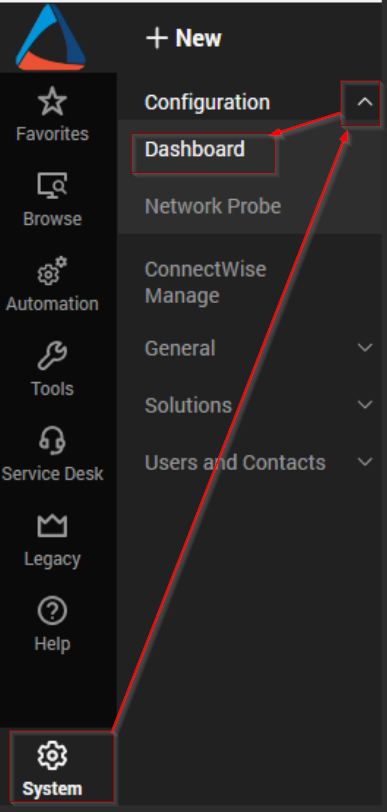 + New
Favorites
Browse
Automation
Tools
Service Desk
Legacy
Help
System
Configuration
Dashboard
Network Probe
ConnectWise
Manage
General
Solutions
Users and Contacts